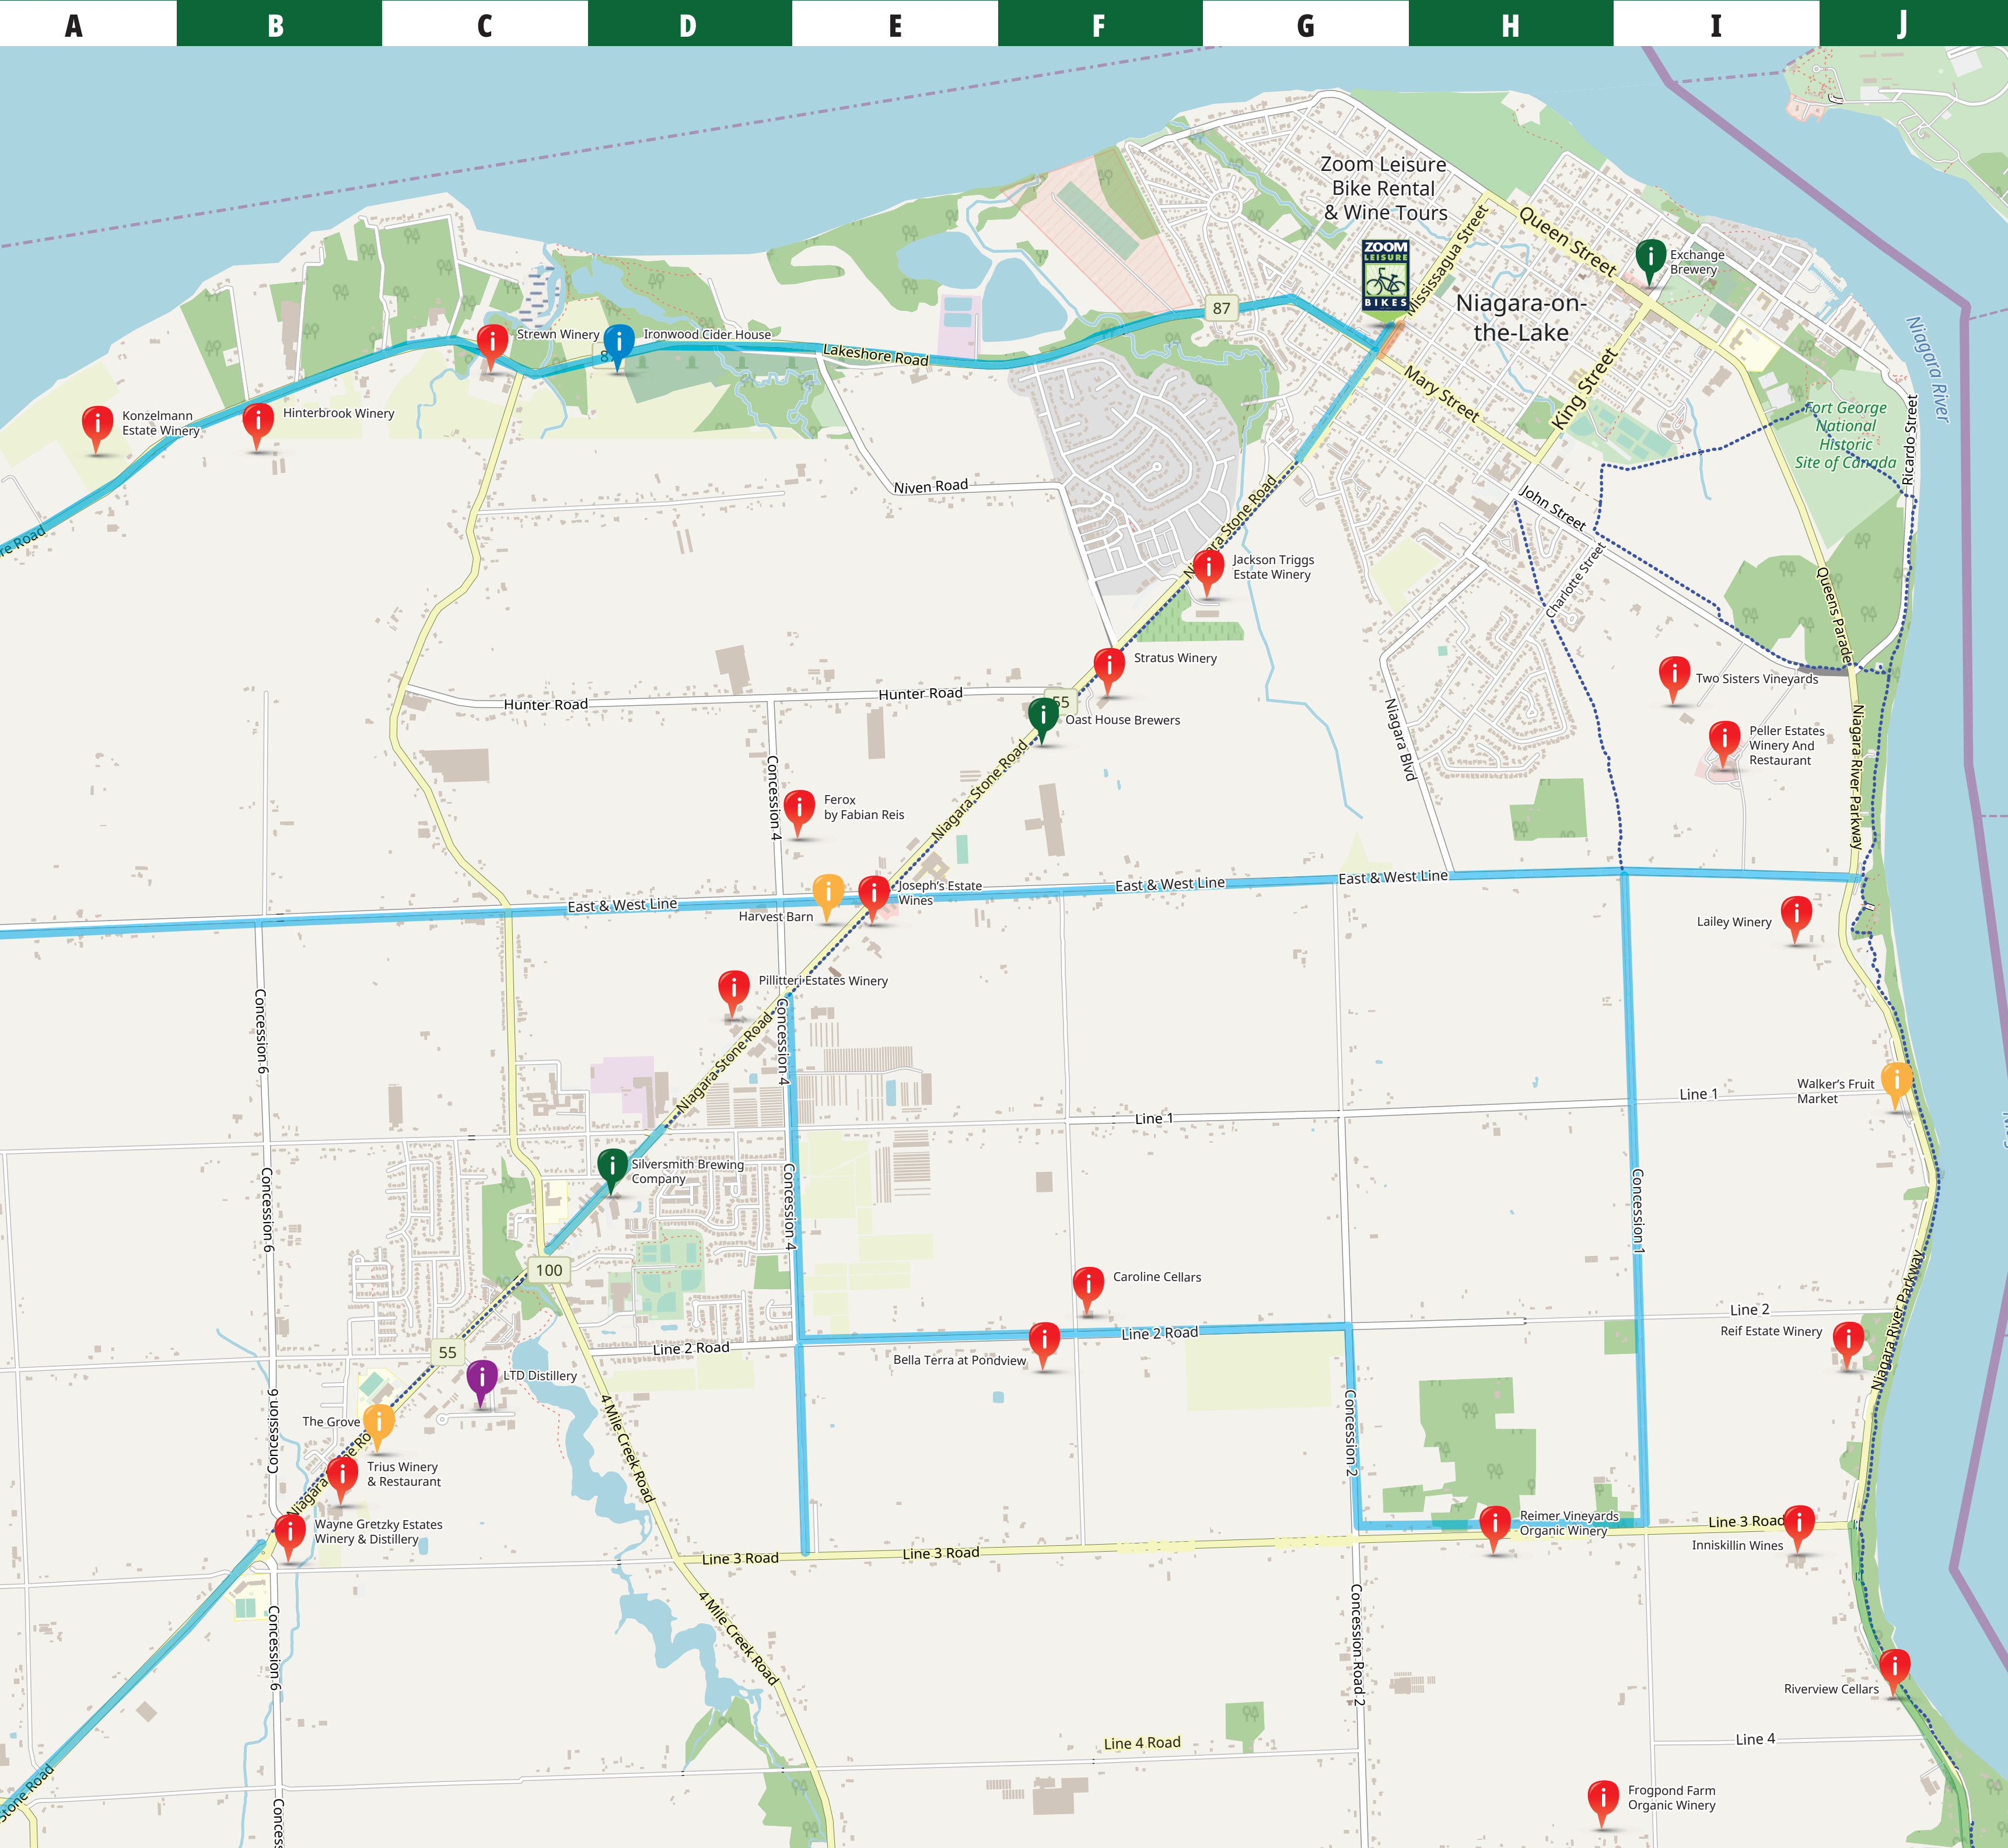 A B C D E F G H I J
Zoom Leisure
Bike Rental
& Wine Tours
ZOOM
LEISURE
BIKES
Mississagua Street
Queen Street
Exchange
Brewery
Niagara-on-
the-Lake
King Street
Mary Street
Niagara River
87
Strewn Winery
87
Ironwood Cider House
Lakeshore Road
Konzelmann
Estate Winery
Hinterbrook Winery
re Road
Fort George
National
Historic
Site of Canada
Ricardo Street
Niven Road
John Street
Niagara Stone Road
Jackson Triggs
Estate Winery
Charlotte Street
Queens Parade
Stratus Winery
Two Sisters Vineyards
Hunter Road
Hunter Road
55
Oast House Brewers
Niagara Blvd
Peller Estates
Winery And
Restaurant
Niagara River Parkway
Concession 4
Niagara Stone Road
Ferox
by Fabian Reis
East & West Line
East & West Line
East & West Line
Joseph's Estate
Wines
Harvest Barn
Lailey Winery
Pillitteri Estates Winery
Concession 6
Concession 4
Niagara Stone Road
Walker's Fruit
Market
Line 1
Line 1
Silversmith Brewing
Company
Concession 6
Concession 4
Concession 1
100
Caroline Cellars
Niagara River Parkway
Line 2
Line 2 Road
Line 2 Road
Reif Estate Winery
55
Bella Terra at Pondview
LTD Distillery
Concession 6
4 Mile Creek Road
Concession 2
The Grove
Trius Winery
& Restaurant
Niagara
ne Ro
Wayne Gretzky Estates
Winery & Distillery
Reimer Vineyards
Organic Winery
Line 3 Road
Inniskillin Wines
Line 3 Road
Line 3 Road
4 Mile Creek Road
Concession 6
Concession Road 2
Riverview Cellars
Line 4 Road
Line 4
Stone Road
Frogpond Farm
Organic Winery
Concess